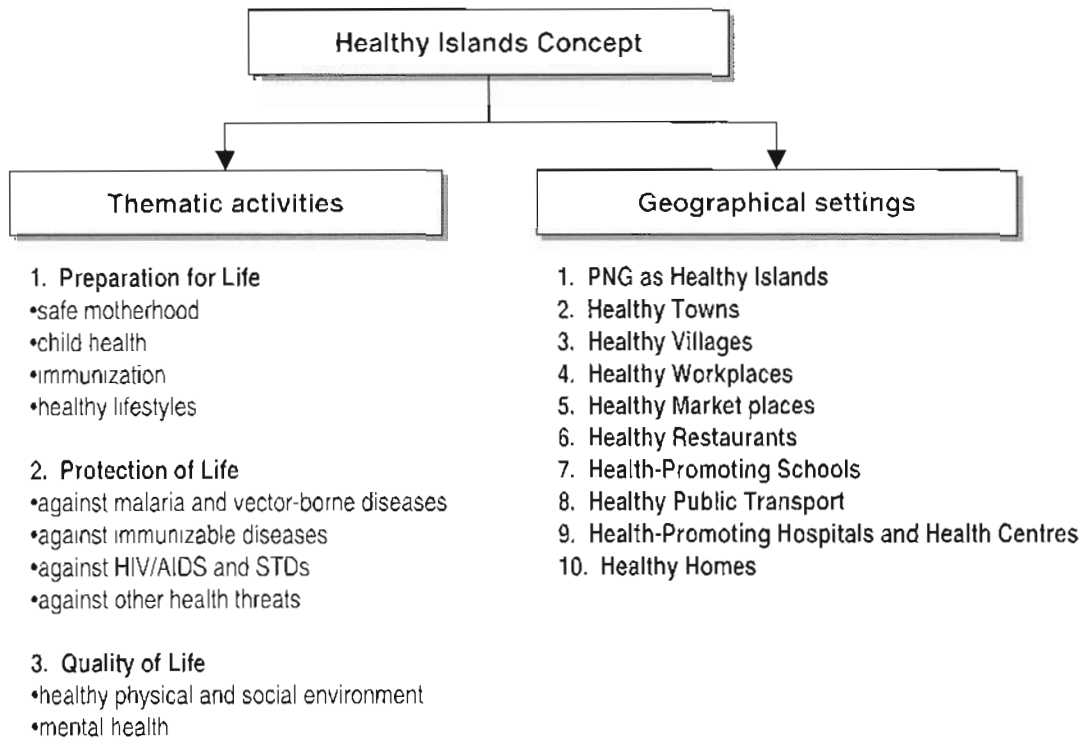 Healthy Islands Concept
Thematic activities
1. Preparation for Life
•safe motherhood
•child health
•immunization
•healthy lifestyles
2. Protection of Life
•against malaria and vector-borne diseases
•against immunizable diseases
•against HIV/AIDS and STDs
•against other health threats
3. Quality of Life
•healthy physical and social environment
•mental health
Geographical settings
1. PNG as Healthy Islands
2. Healthy Towns
3. Healthy Villages
4. Healthy Workplaces
5. Healthy Market places
6. Healthy Restaurants
7. Health-Promoting Schools
8. Healthy Public Transport
9. Health-Promoting Hospitals and Health Centres
10. Healthy Homes